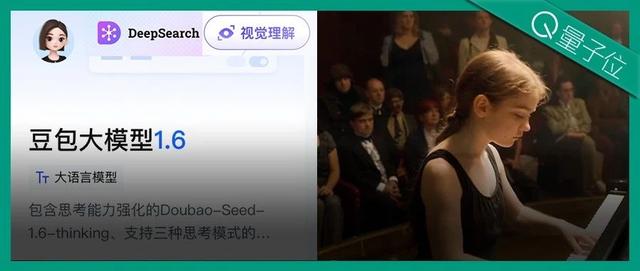 DeepSearch
视觉理解
量子位
豆包大模型1.6
大语言模型
包含思考能力强化的Doubao-Seed-
1.6-thinking、支持三种思考模式的...